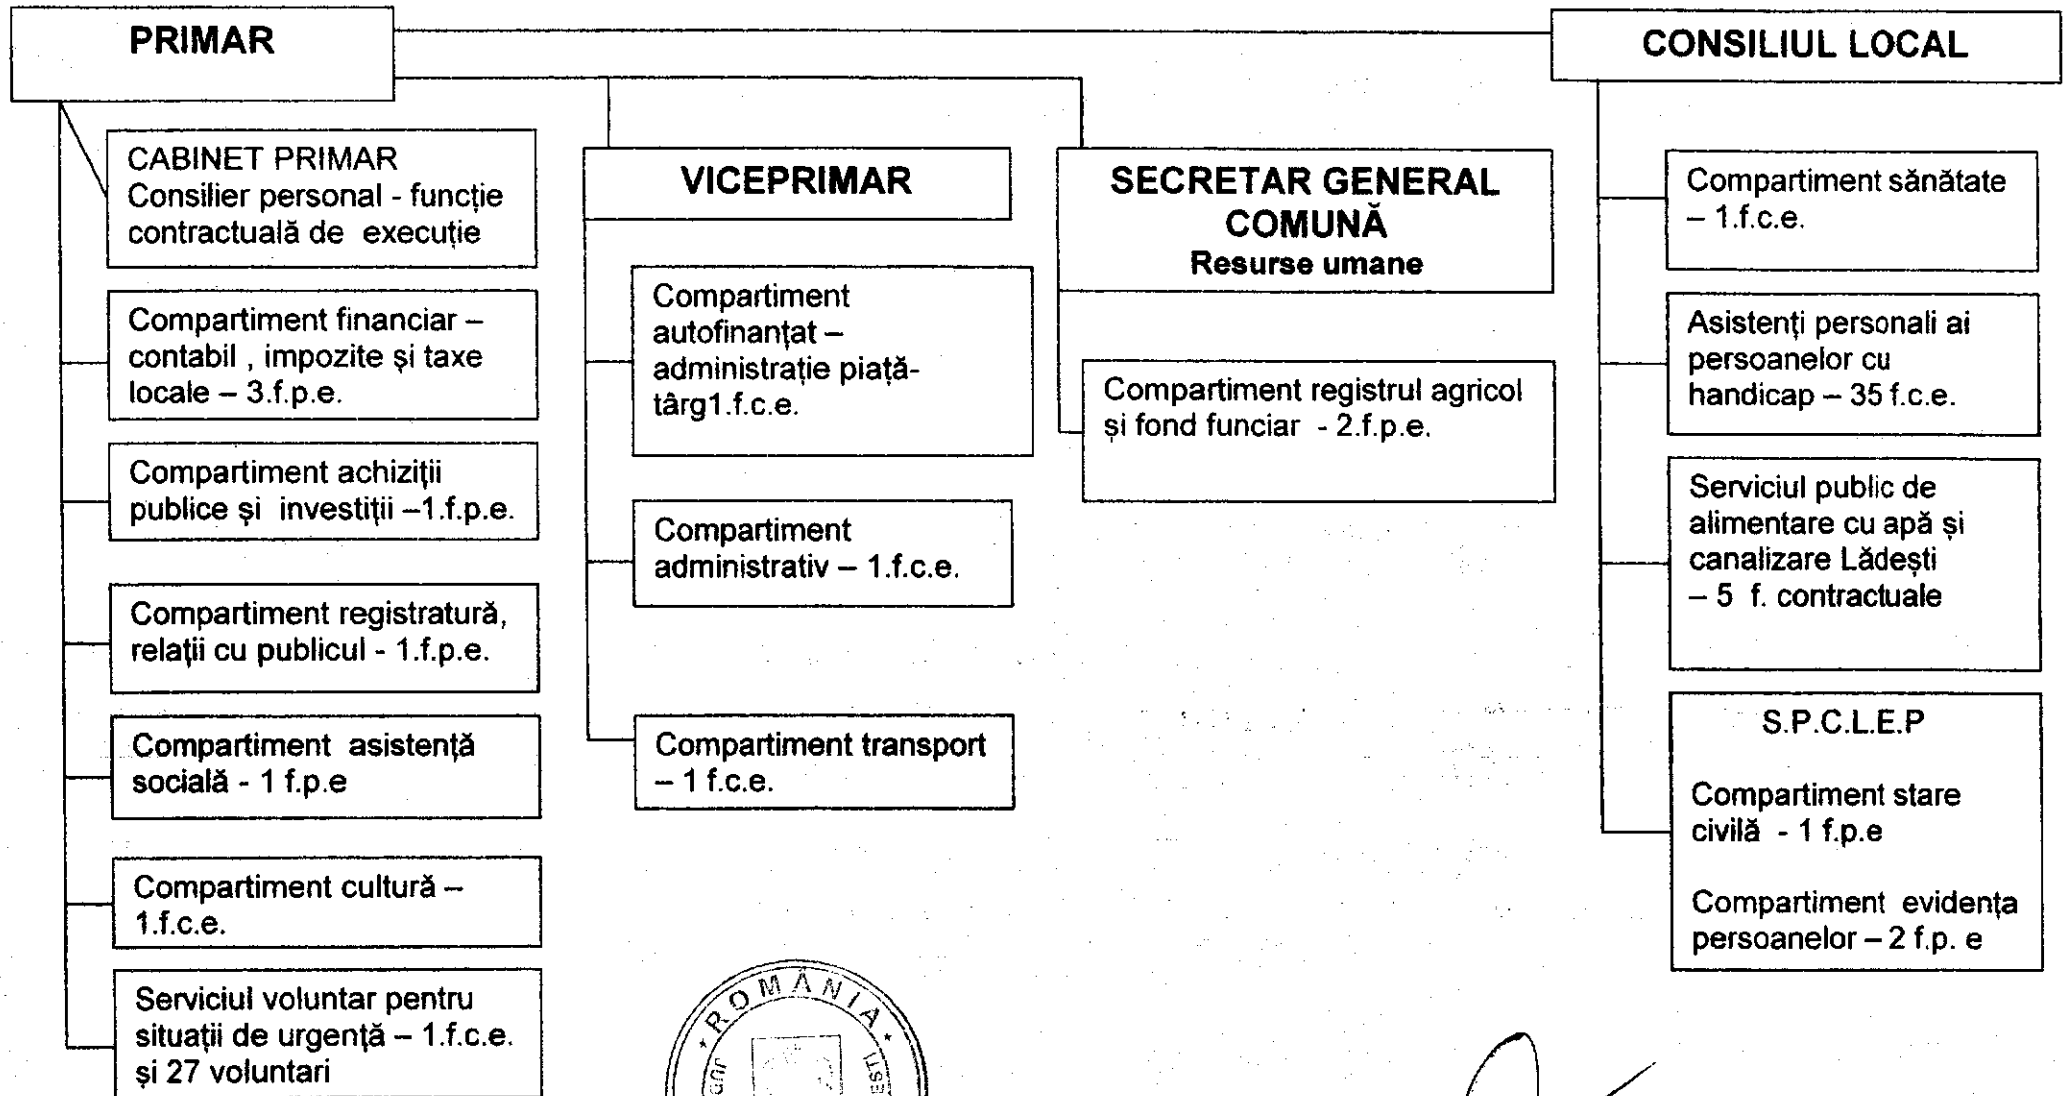 PRIMAR
CONSILIUL LOCAL
CABINET PRIMAR
Consilier personal - funcție
contractuală de execuție
Compartiment financiar –
contabil , impozite și taxe
locale – 3.f.p.e.
Compartiment achiziții
publice și investiții –1.f.p.e.
Compartiment registratură,
relații cu publicul - 1.f.p.e.
Compartiment asistență
socială - 1 f.p.e
Compartiment cultură –
1.f.c.e.
Serviciul voluntar pentru
situații de urgență – 1.f.c.e.
și 27 voluntari
VICEPRIMAR
Compartiment
autofinanțat –
administrație piață-
târg1.f.c.e.
Compartiment
administrativ – 1.f.c.e.
Compartiment transport
– 1 f.c.e.
SECRETAR GENERAL
COMUNĂ
Resurse umane
Compartiment registrul agricol
și fond funciar - 2.f.p.e.
Compartiment sănătate
– 1.f.c.e.
Asistenți personali ai
persoanelor cu
handicap – 35 f.c.e.
Serviciul public de
alimentare cu apă și
canalizare Lădești
– 5 f. contractuale
S.P.C.L.E.P
Compartiment stare
civilă - 1 f.p.e
Compartiment evidența
persoanelor – 2 f.p. e
ROMÂNIA